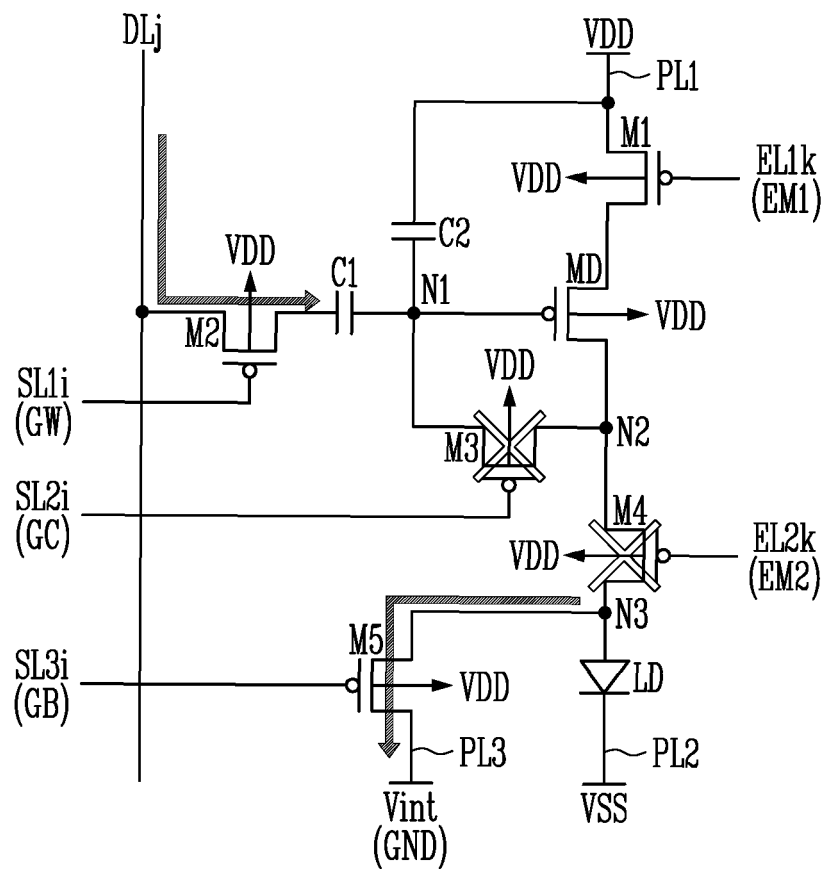 DLj
VDD
PL1
M1
VDD
EL1k
(EM1)
C2
VDD
C1
N1
MD
VDD
M2
SL1i
(GW)
VDD
M3
N2
SL2i
(GC)
M4
VDD
EL2k
(EM2)
N3
M5
SL3i
(GB)
VDD
LD
PL3
PL2
Vint
(GND)
VSS